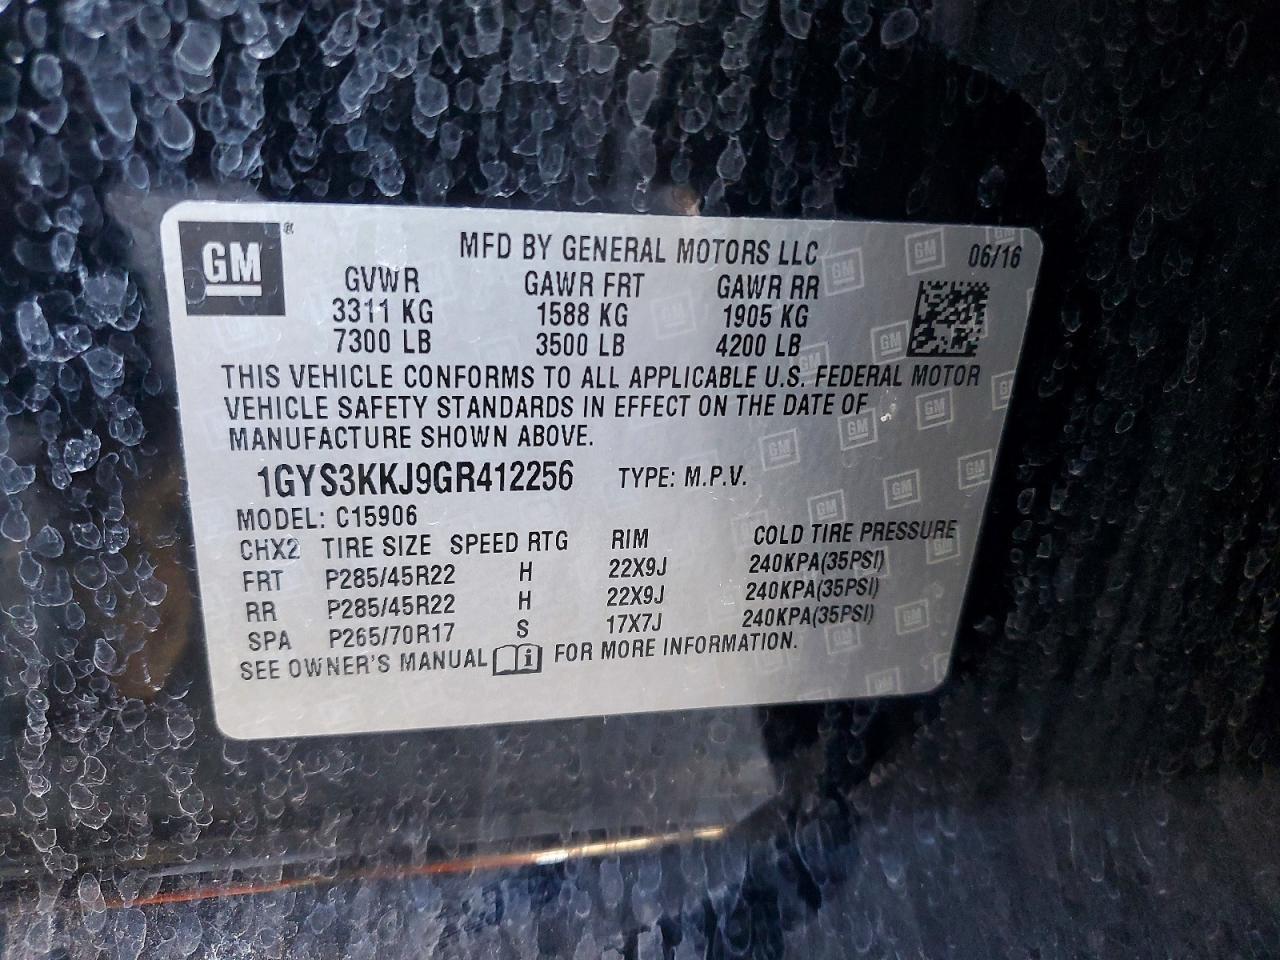 GM ®
MFD BY GENERAL MOTORS LLC 06/16
GVWR GAWR FRT GAWR RR
3311 KG 1588 KG 1905 KG
7300 LB 3500 LB 4200 LB
THIS VEHICLE CONFORMS TO ALL APPLICABLE U.S. FEDERAL MOTOR
VEHICLE SAFETY STANDARDS IN EFFECT ON THE DATE OF
MANUFACTURE SHOWN ABOVE.
1GYS3KKJ9GR412256 TYPE: M.P.V.
MODEL: C15906
CHX2 TIRE SIZE SPEED RTG RIM COLD TIRE PRESSURE
FRT P285/45R22 H 22X9J 240KPA(35PSI)
RR P285/45R22 H 22X9J 240KPA(35PSI)
SPA P265/70R17 S 17X7J 240KPA(35PSI)
SEE OWNER'S MANUAL i FOR MORE INFORMATION.